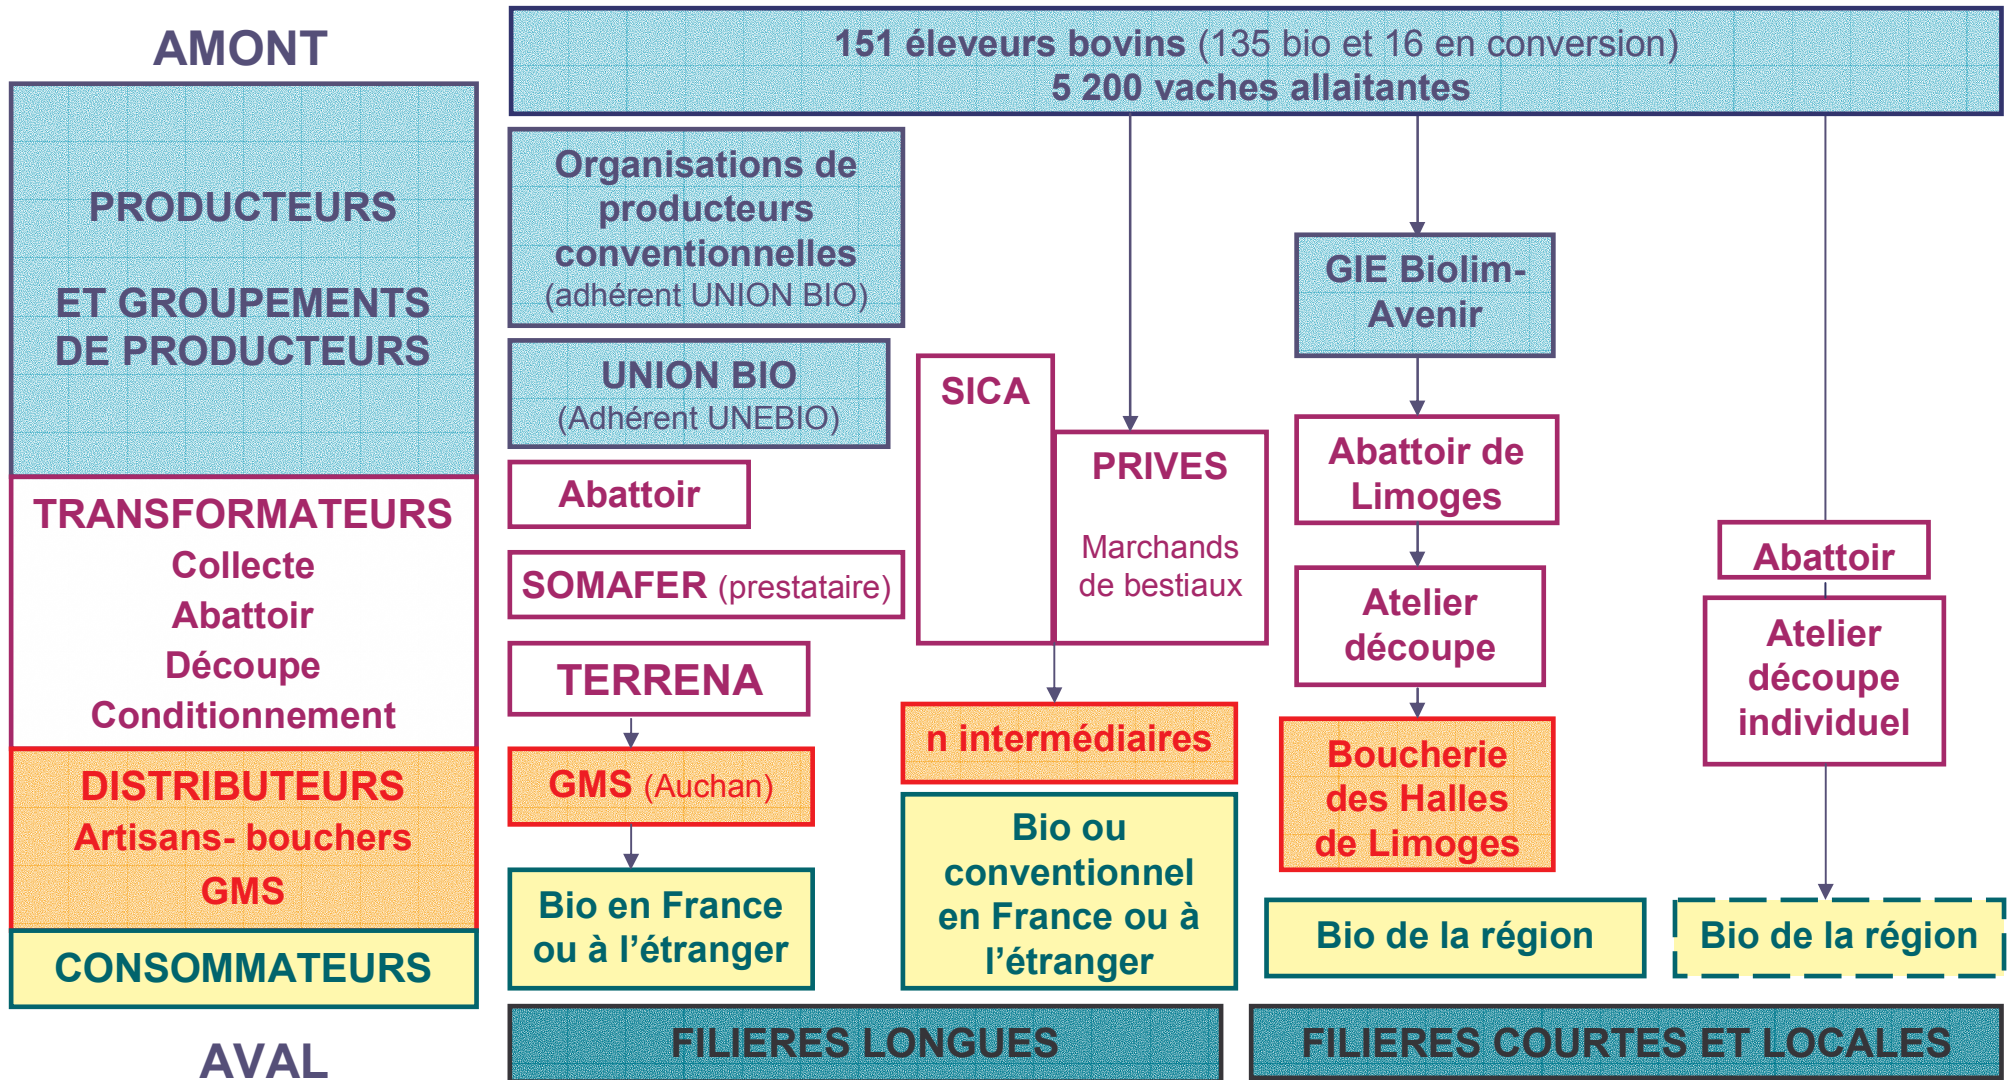 AMONT
PRODUCTEURS
ET GROUPEMENTS
DE PRODUCTEURS
TRANSFORMATEURS
Collecte
Abattoir
Découpe
Conditionnement
DISTRIBUTEURS
Artisans- bouchers
GMS
CONSOMMATEURS
AVAL
151 éleveurs bovins (135 bio et 16 en conversion)
5 200 vaches allaitantes
Organisations de
producteurs
conventionnelles
(adhérent UNION BIO)
UNION BIO
(Adhérent UNEBIO)
Abattoir
SOMAFER (prestataire)
TERRENA
GMS (Auchan)
Bio en France
ou à l’étranger
SICA
PRIVES
Marchands
de bestiaux
n intermédiaires
Bio ou
conventionnel
en France ou à
l’étranger
GIE Biolim-
Avenir
Abattoir de
Limoges
Atelier
découpe
Boucherie
des Halles
de Limoges
Bio de la région
Abattoir
Atelier
découpe
individuel
Bio de la région
FILIERES LONGUES
FILIERES COURTES ET LOCALES